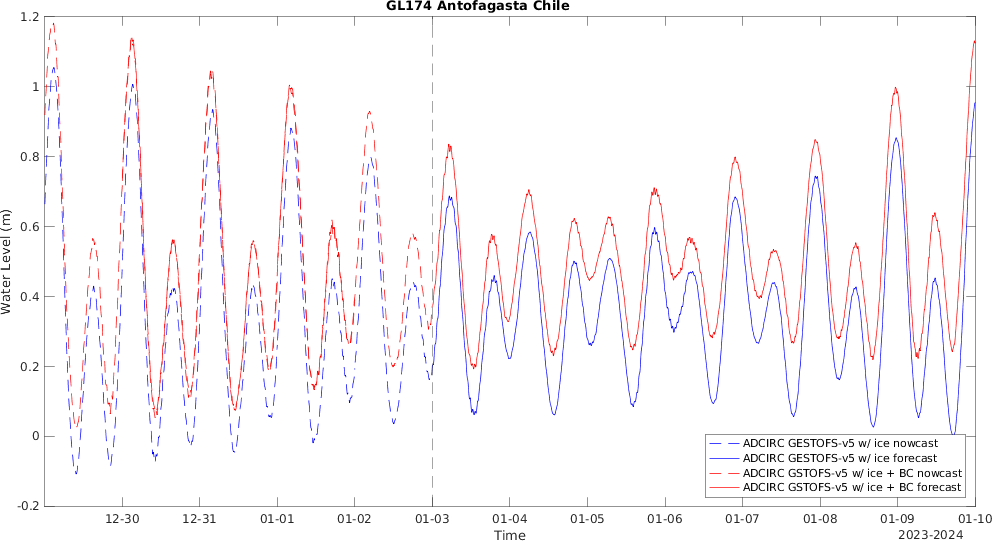 GL174 Antofagasta Chile
1.2
1
0.8
0.6
0.4
0.2
0
-0.2
Water Level (m)
ADCIRC GESTOFS-v5 w/ ice nowcast
ADCIRC GESTOFS-v5 w/ ice forecast
ADCIRC GSTOFS-v5 w/ ice + BC nowcast
ADCIRC GSTOFS-v5 w/ ice + BC forecast
12-30 12-31 01-01 01-02 01-03 01-04 01-05 01-06 01-07 01-08 01-09 01-10
Time
2023-2024